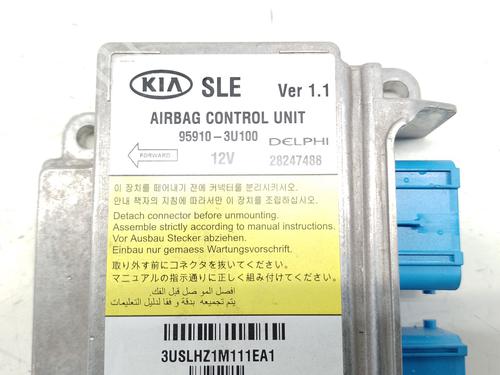 KIA SLE Ver 1.1
AIRBAG CONTROL UNIT
95910-3U100 DELPHI
FORWARD 12V 28247486
이 장치를 떼어내기 전에 커넥터를 분리시키시오.
안내 책자의 지침에 따라서만 이 장치를 조립하십시오.
Detach connector before unmounting.
Assemble strictly according to manual instructions.
Vor Ausbau Stecker abziehen.
Einbau nur gemaess Wartungsvorschrift.
取り外す前にコネクタを抜いてください。
マニュアルの指示通りに正しく組み付けてください。
افصل الموصل قبل الفك.
يتم تجميعه بدقة و فقا لدليل التعليمات
3USLHZ1M111EA1